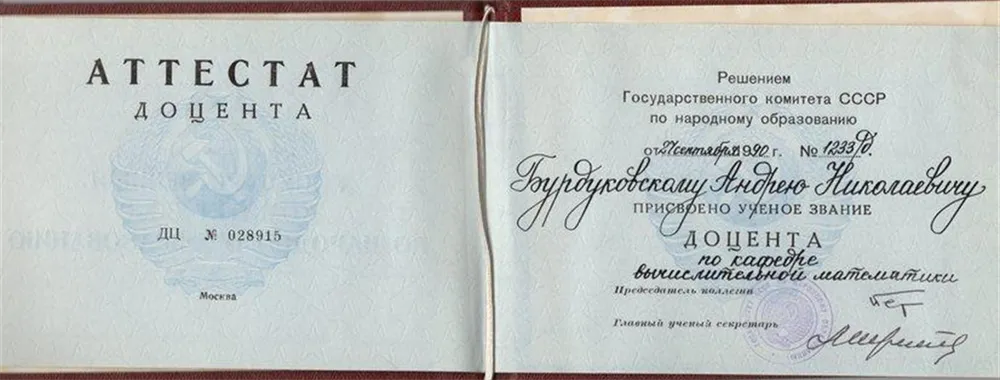 АТТЕСТАТ
ДОЦЕНТА
ДЦ № 028915
Москва
Решением
Государственного комитета СССР
по народному образованию
от сентября 1990 г. № 1233/д.
Бурдуковскому Андрею Николаевичу
ПРИСВОЕНО УЧЕНОЕ ЗВАНИЕ
ДОЦЕНТА
по кафедре
вычислительной математики
Председатель коллегии
Главный ученый секретарь